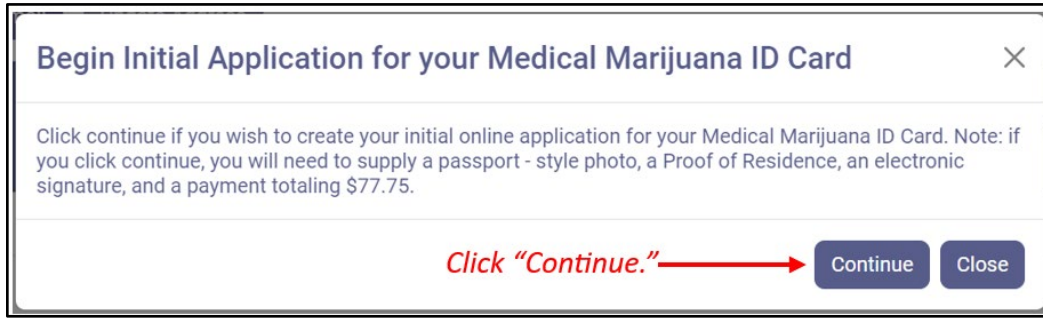 Begin Initial Application for your Medical Marijuana ID Card
Click continue if you wish to create your initial online application for your Medical Marijuana ID Card. Note: if
you click continue, you will need to supply a passport - style photo, a Proof of Residence, an electronic
signature, and a payment totaling $77.75.
Click “Continue.” Continue Close